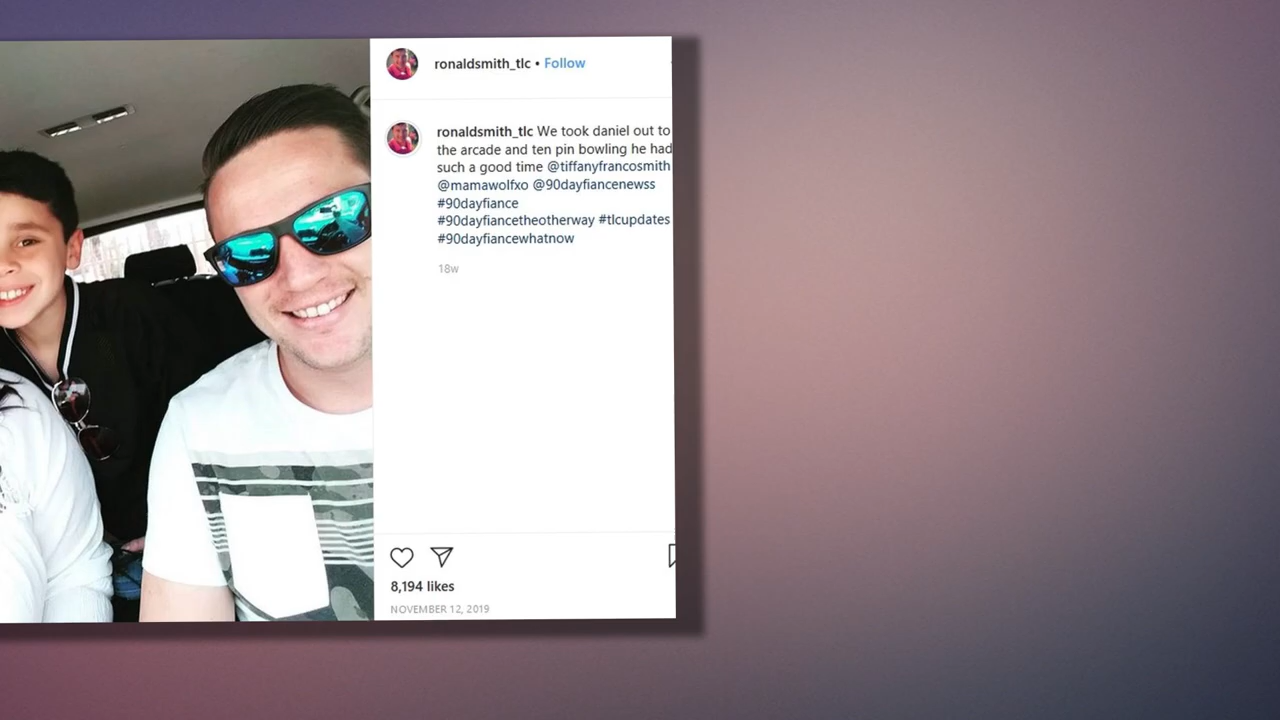 ronaldsmith_tlc • Follow
ronaldsmith_tlc We took daniel out to
the arcade and ten pin bowling he had
such a good time @tiffanyfrancosmith
@mamawolfxo @90dayfiancenewss
#90dayfiance
#90dayfiancetheotherway #tlcupdates
#90dayfiancewhatnow
18w
8,194 likes
NOVEMBER 12, 2019